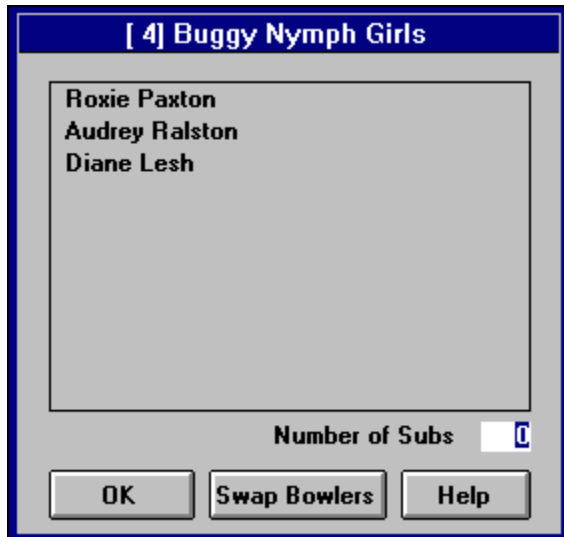 [ 4] Buggy Nymph Girls
Roxie Paxton
Audrey Ralston
Diane Lesh
Number of Subs 0
OK Swap Bowlers Help